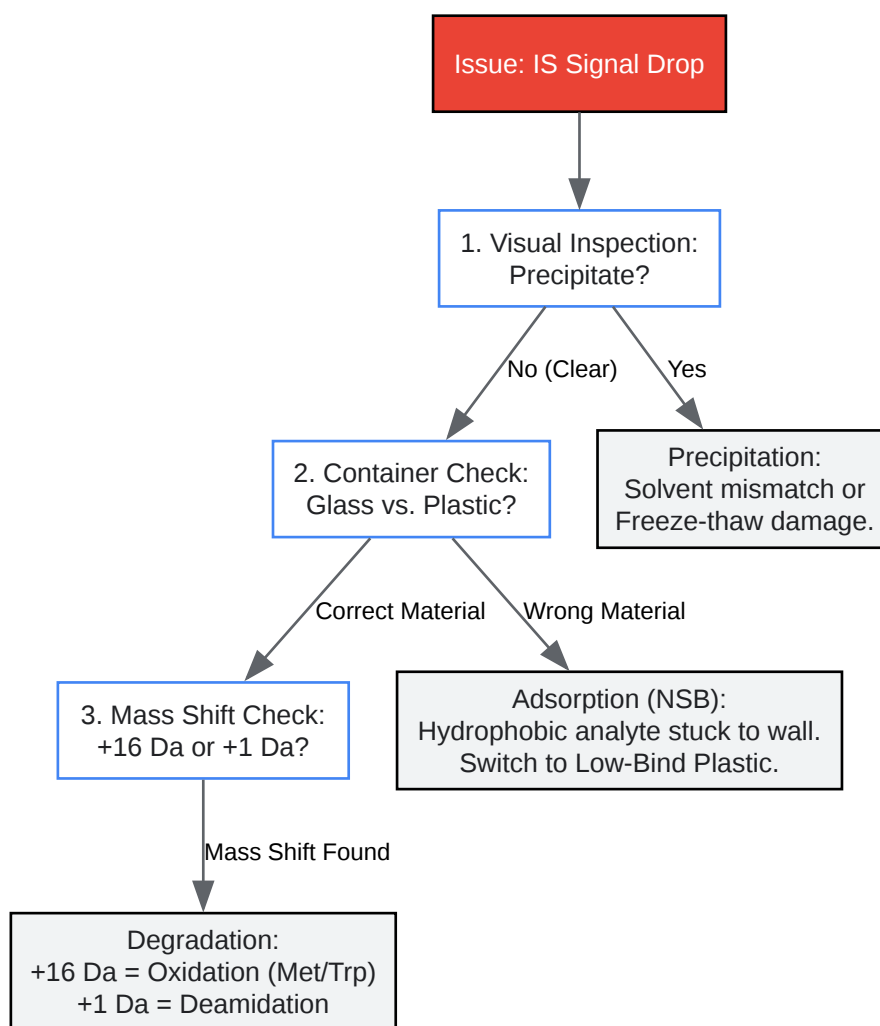 Issue: IS Signal Drop
1. Visual Inspection:
Precipitate?
No (Clear)
Yes
2. Container Check:
Glass vs. Plastic?
Precipitation:
Solvent mismatch or
Freeze-thaw damage.
Correct Material
Wrong Material
3. Mass Shift Check:
+16 Da or +1 Da?
Adsorption (NSB):
Hydrophobic analyte stuck to wall.
Switch to Low-Bind Plastic.
Mass Shift Found
Degradation:
+16 Da = Oxidation (Met/Trp)
+1 Da = Deamidation